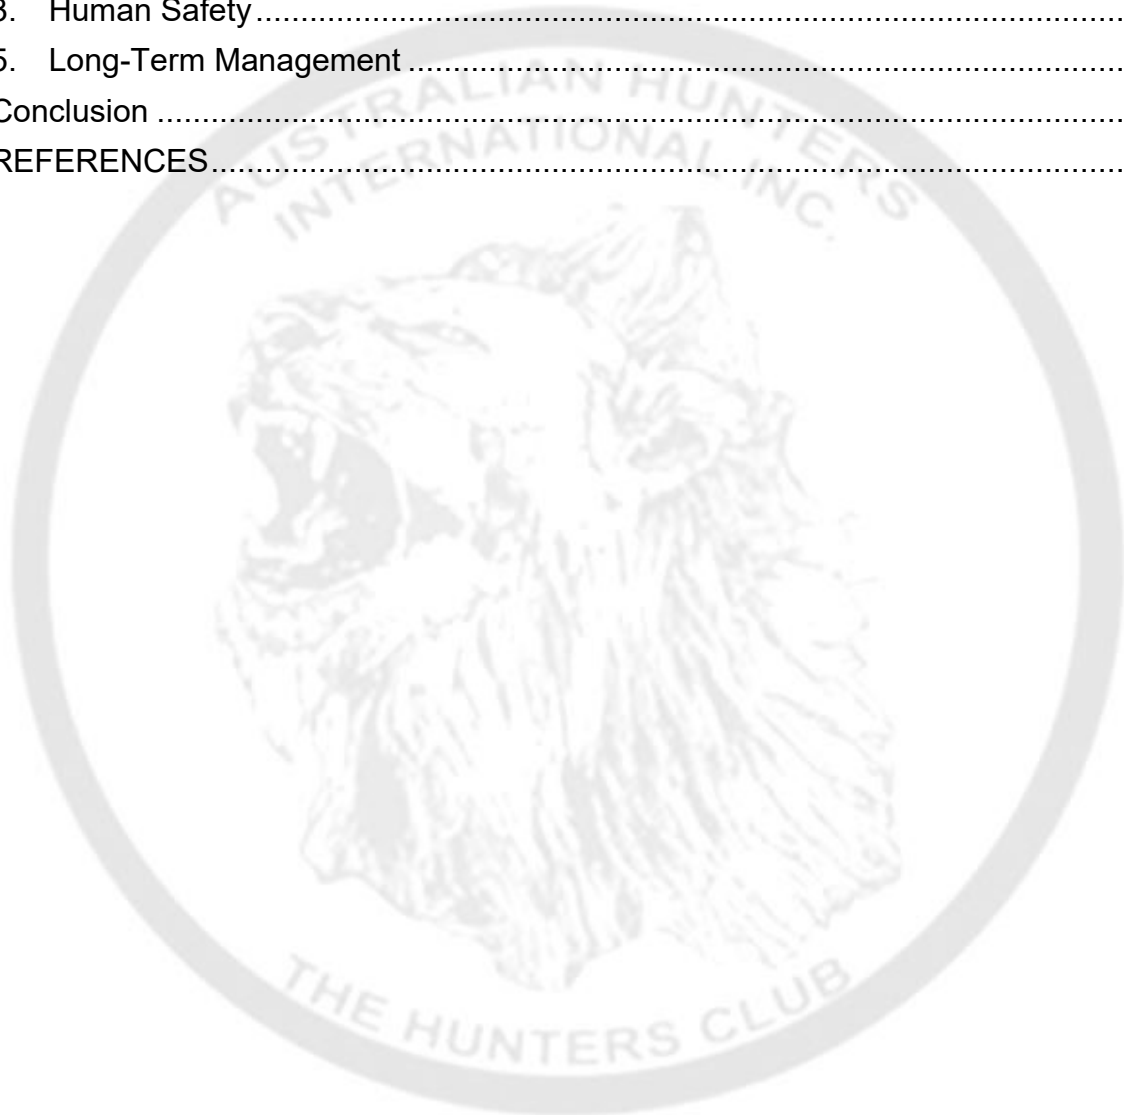 3. Human Safety........................................................................................................
5. Long-Term Management ................................................................................
Conclusion ............................................................................................................
REFERENCES.......................................................................................................
AUSTRALIAN HUNTERS
INTERNATIONAL INC.
THE HUNTERS CLUB